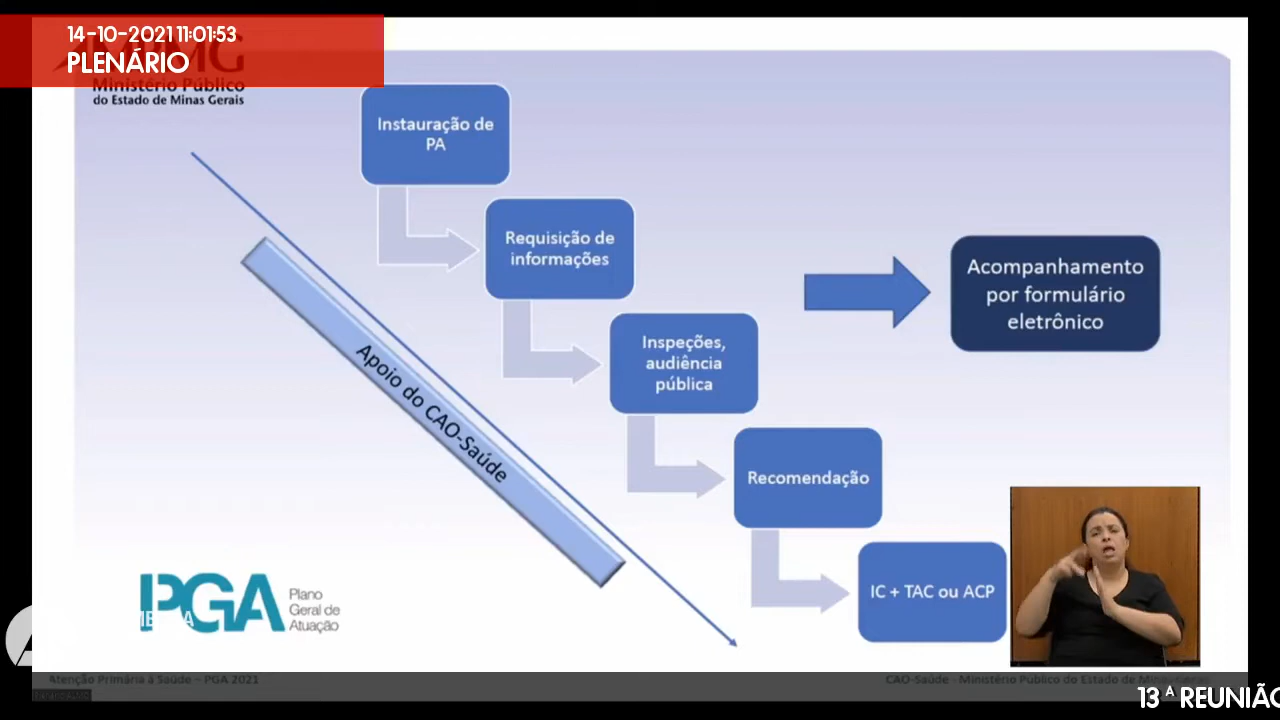 14-10-2021 11:01:53
PLENÁRIO
Ministério Público
do Estado de Minas Gerais
Instauração de
PA
Requisição de
informações
Inspeções,
audiência
pública
Recomendação
IC + TAC ou ACP
Acompanhamento
por formulário
eletrônico
Apoio do CAO-Saúde
PGA
Plano
Geral de
Atuação
Atenção Primária à Saúde – PGA 2021
CAO-Saúde - Ministério Público do Estado de Minas Gerais
13ª REUNIÃO